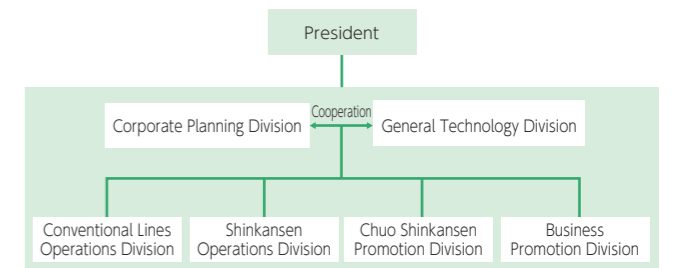 President
Cooperation
Corporate Planning Division
General Technology Division
Conventional Lines
Operations Division
Shinkansen
Operations Division
Chuo Shinkansen
Promotion Division
Business
Promotion Division